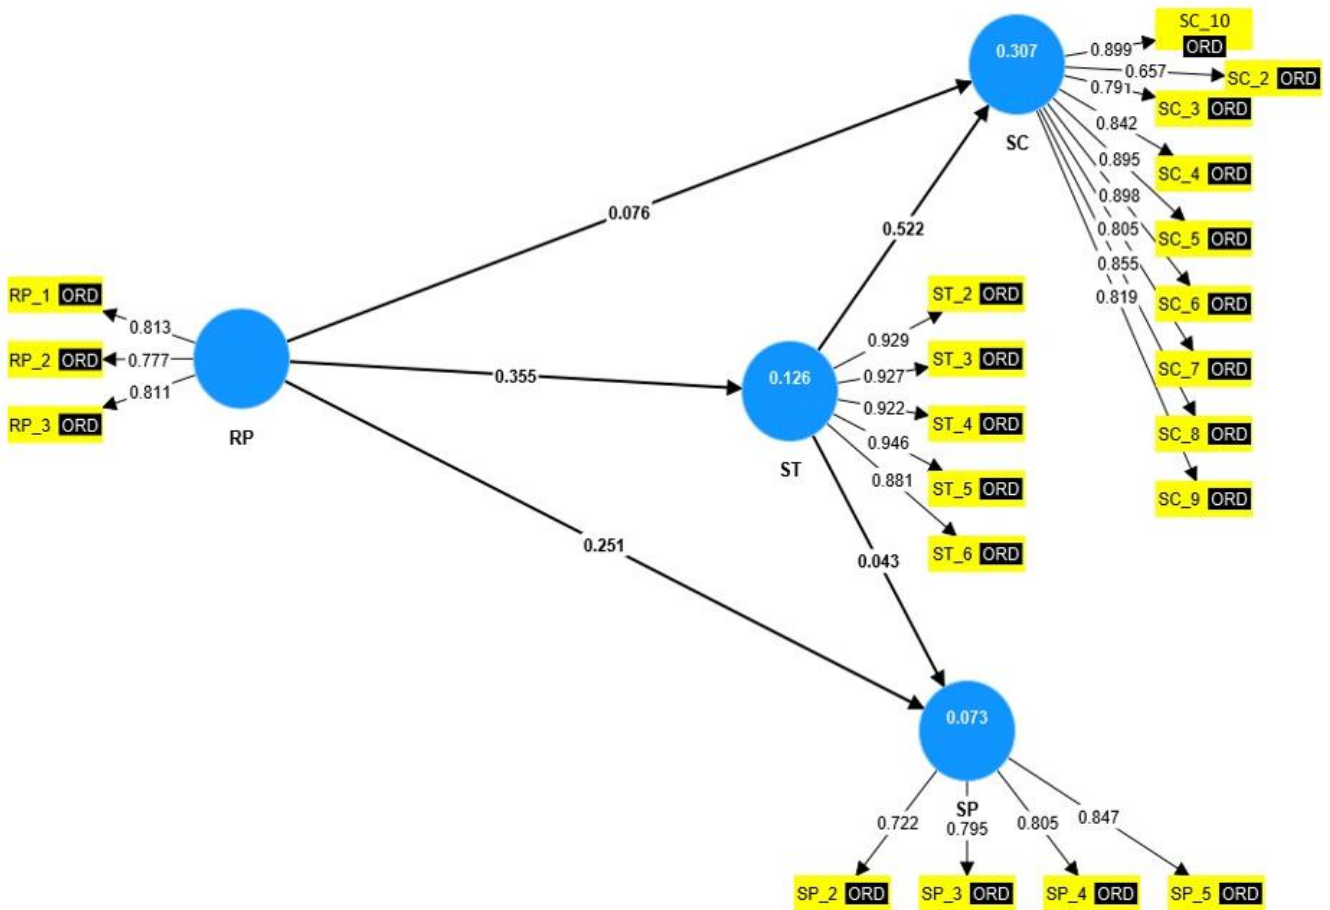 SC_10
ORD
0.307
0.899
0.657
SC_2 ORD
0.791
SC_3 ORD
0.842
SC
0.895
SC_4 ORD
0.898
0.076
0.522
0.805
SC_5 ORD
0.855
RP_1 ORD
ST_2 ORD
0.819
SC_6 ORD
0.813
0.929
RP_2 ORD
0.777
ST_3 ORD
SC_7 ORD
0.355
0.126
0.927
0.811
0.922
RP_3 ORD
ST_4 ORD
SC_8 ORD
RP
0.946
ST
0.881
ST_5 ORD
SC_9 ORD
0.251
0.043
ST_6 ORD
0.073
SP
0.722
0.795
0.805
0.847
SP_2 ORD
SP_3 ORD
SP_4 ORD
SP_5 ORD